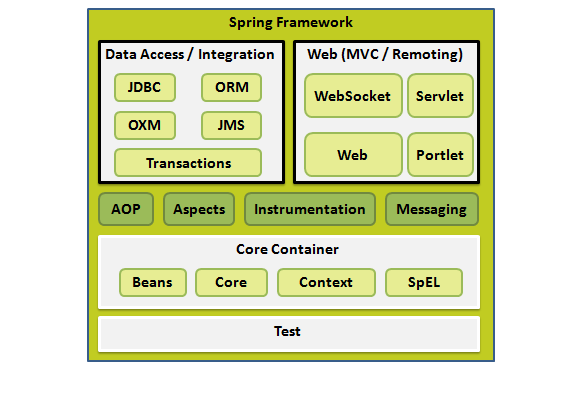 Spring Framework
Data Access / Integration
JDBC
ORM
OXM
JMS
Transactions
Web (MVC / Remoting)
WebSocket
Servlet
Web
Portlet
AOP
Aspects
Instrumentation
Messaging
Core Container
Beans
Core
Context
SpEL
Test